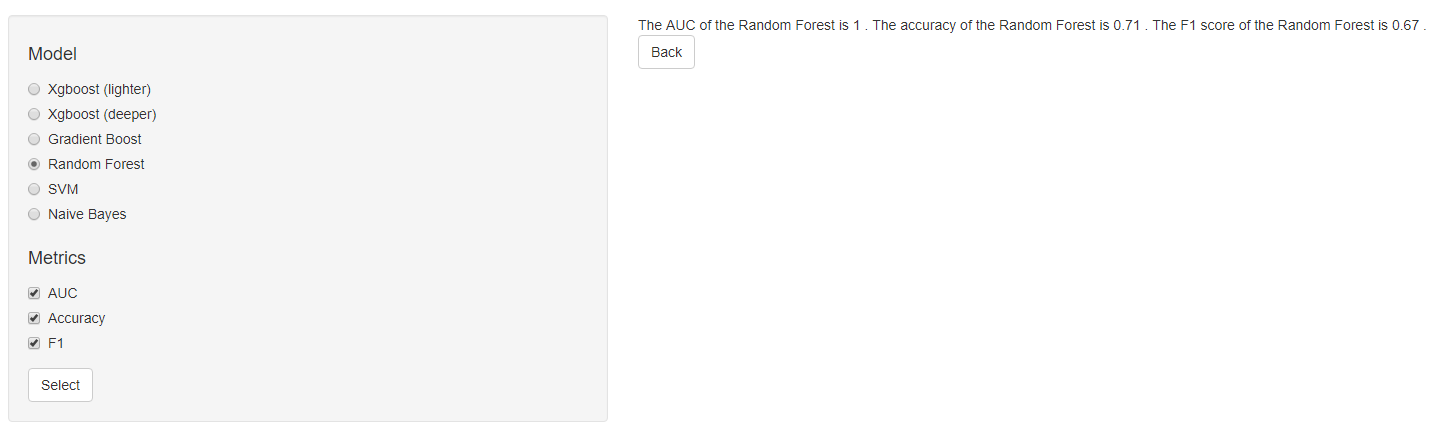 Model
Xgboost (lighter)
Xgboost (deeper)
Gradient Boost
Random Forest
SVM
Naive Bayes
Metrics
AUC
Accuracy
F1
Select
The AUC of the Random Forest is 1 . The accuracy of the Random Forest is 0.71 . The F1 score of the Random Forest is 0.67 .
Back